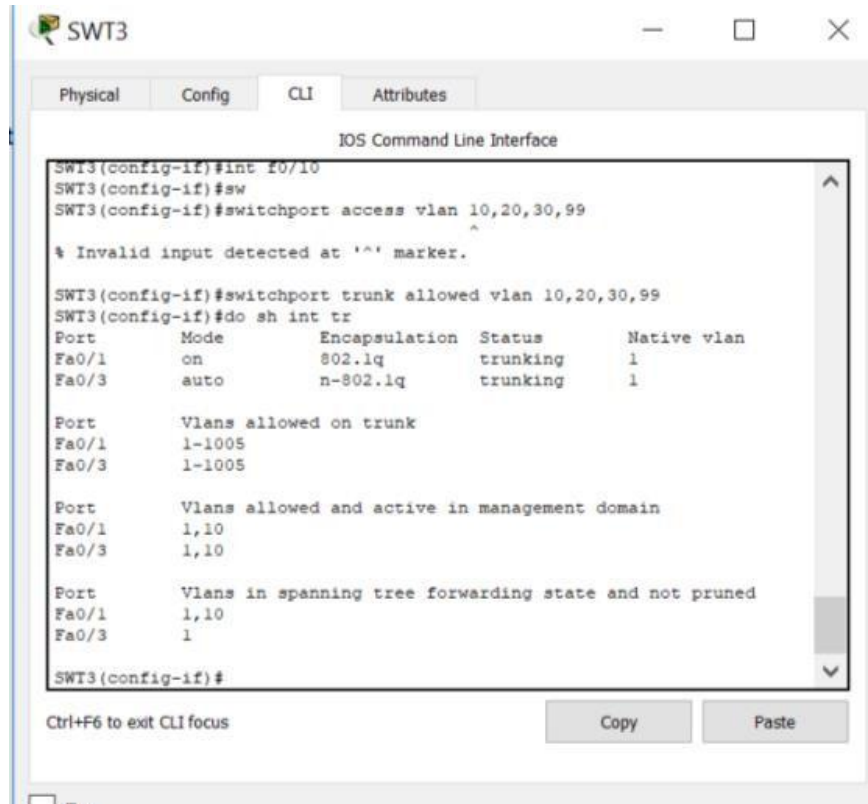 SWT3
Physical Config CLI Attributes
IOS Command Line Interface
SWT3(config-if)#int f0/10
SWT3(config-if)#sw
SWT3(config-if)#switchport access vlan 10,20,30,99
^
% Invalid input detected at '^' marker.
SWT3(config-if)#switchport trunk allowed vlan 10,20,30,99
SWT3(config-if)#do sh int tr
Port Mode Encapsulation Status Native vlan
Fa0/1 on 802.1q trunking 1
Fa0/3 auto n-802.1q trunking 1
Port Vlans allowed on trunk
Fa0/1 1-1005
Fa0/3 1-1005
Port Vlans allowed and active in management domain
Fa0/1 1,10
Fa0/3 1,10
Port Vlans in spanning tree forwarding state and not pruned
Fa0/1 1,10
Fa0/3 1
SWT3(config-if)#
Ctrl+F6 to exit CLI focus Copy Paste